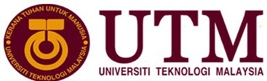 KERANA TUHAN UNTUK MANUSIA
UNIVERSITI TEKNOLOGI MALAYSIA
UTM
UNIVERSITI TEKNOLOGI MALAYSIA